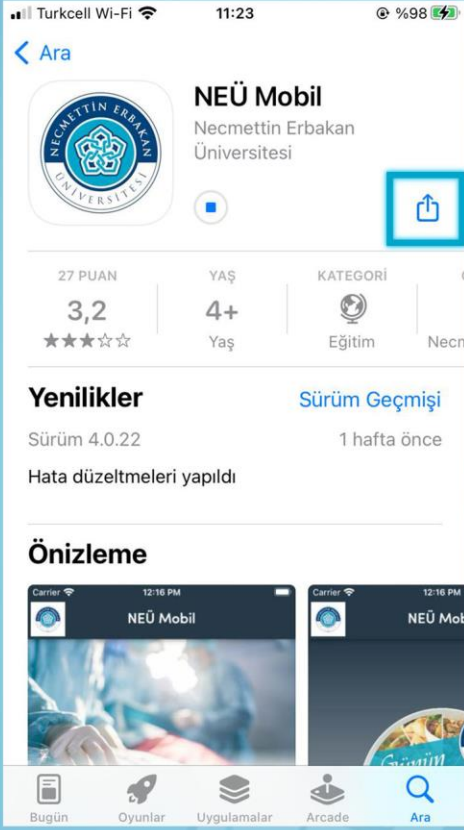 Turkcell Wi-Fi 11:23 %98
Ara
NECMETTİN ERBAKAN
ÜNİVERSİTESİ
NEÜ Mobil
Necmettin Erbakan
Üniversitesi
27 PUAN YAŞ KATEGORİ
3,2 4+
Yaş Eğitim Necm
Yenilikler Sürüm Geçmişi
Sürüm 4.0.22 1 hafta önce
Hata düzeltmeleri yapıldı
Önizleme
Carrier 12:16 PM Carrier 12:16 PM
NEÜ Mobil NEÜ Mob
Günün
Bugün Oyunlar Uygulamalar Arcade Ara